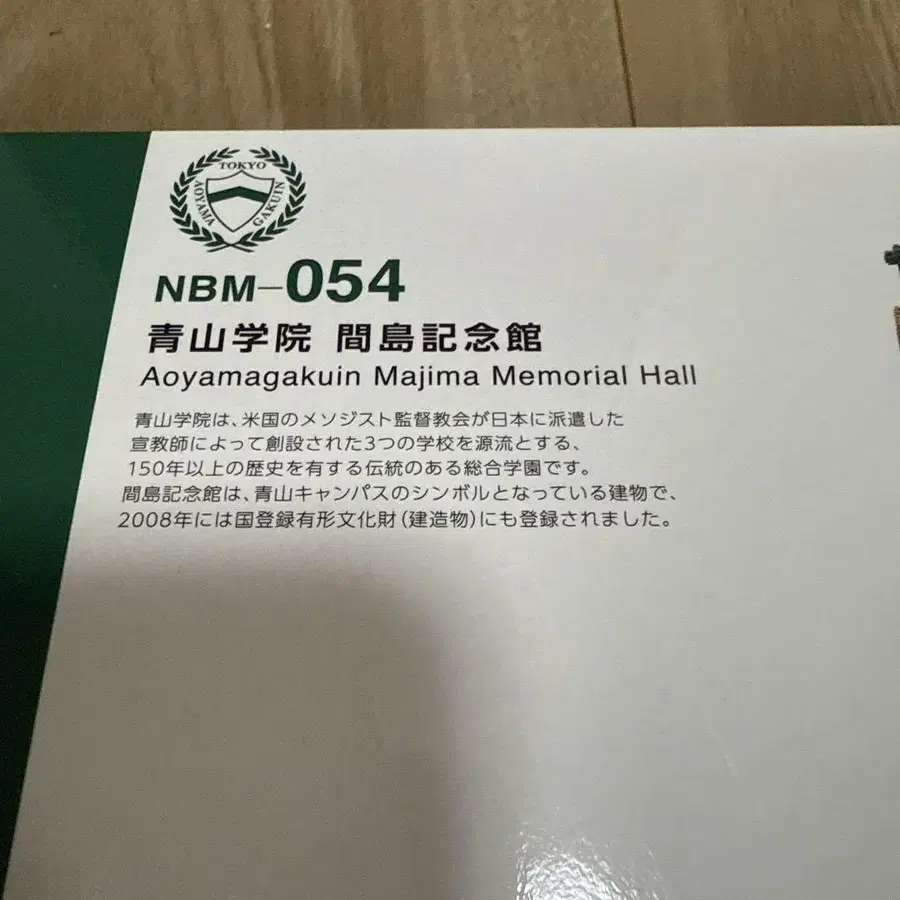 TOKYO
AOYAMA GAKUIN
NBM-054
青山学院 間島記念館
Aoyamagakuin Majima Memorial Hall
青山学院は、米国のメソジスト監督教会が日本に派遣した
宣教師によって創設された3つの学校を源流とする、
150年以上の歴史を有する伝統のある総合学園です。
間島記念館は、青山キャンパスのシンボルとなっている建物で、
2008年には国登録有形文化財(建造物)にも登録されました。